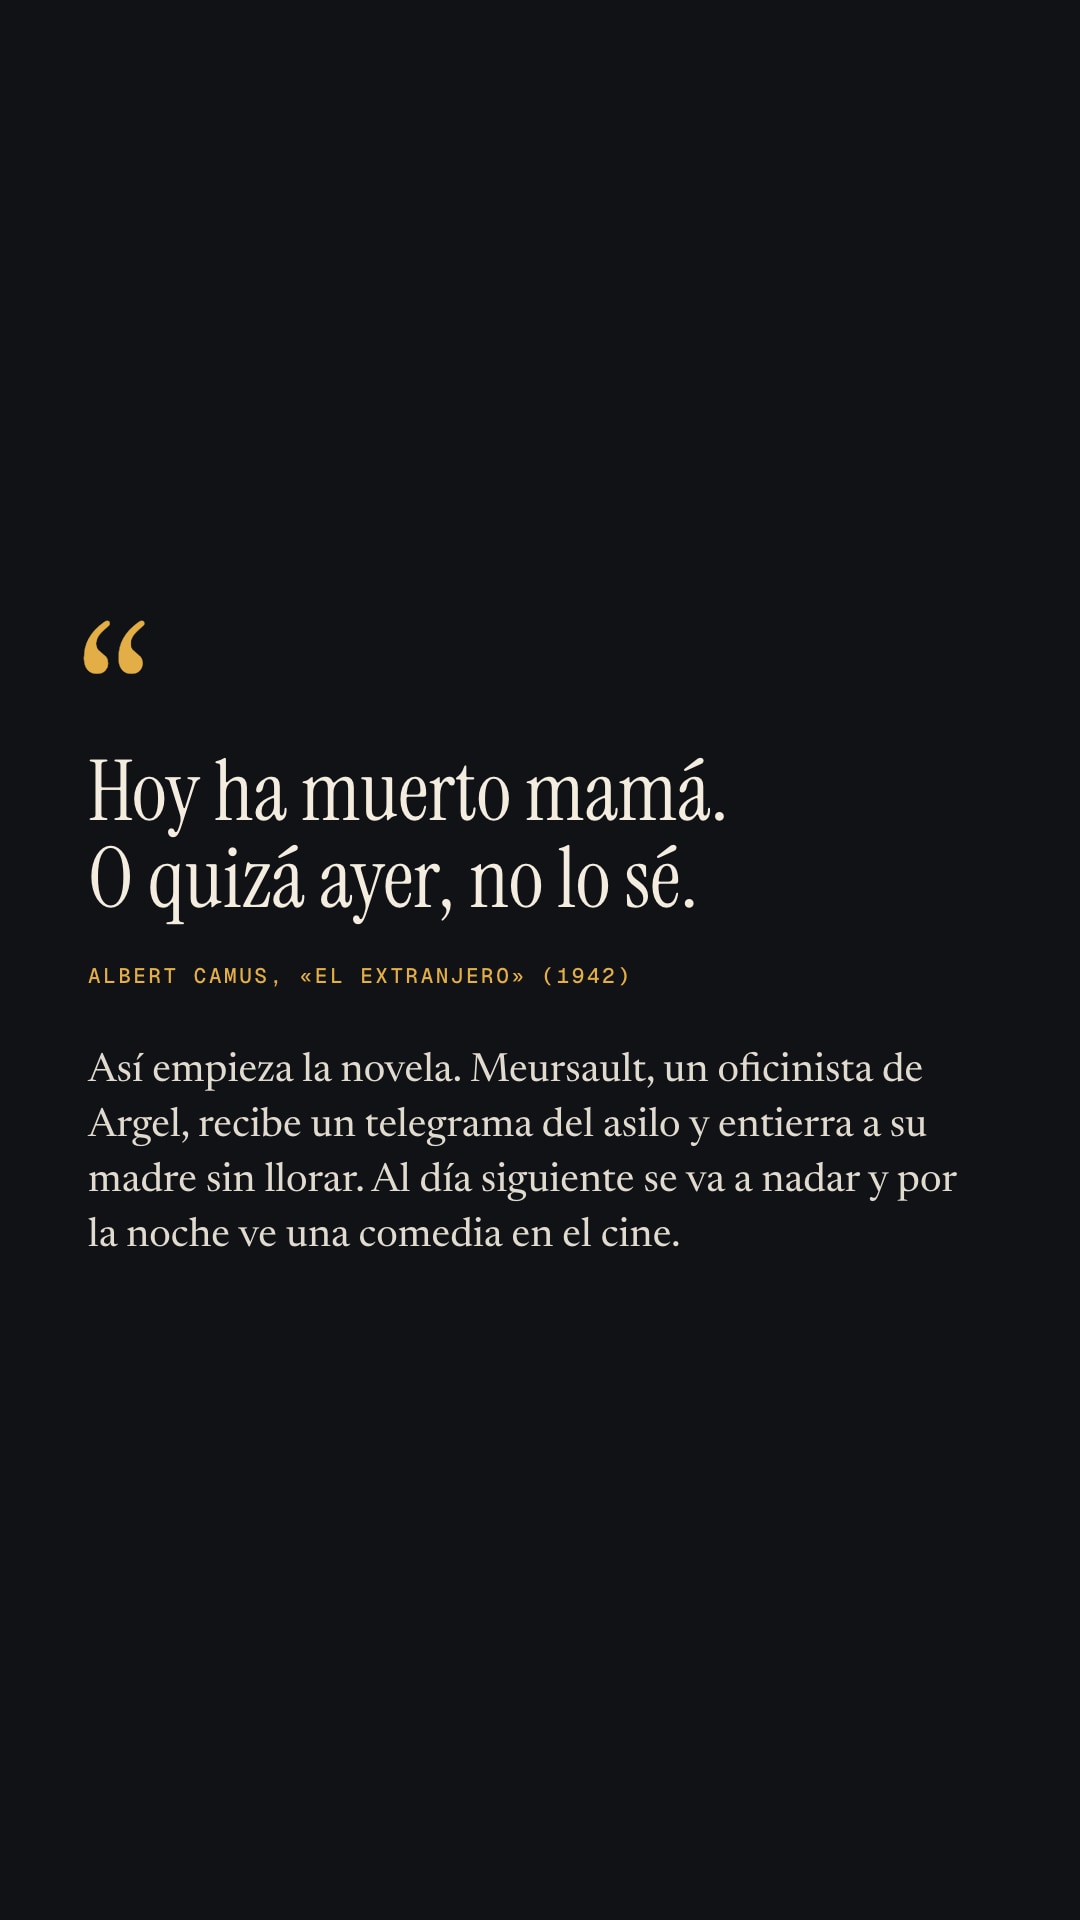 “
Hoy ha muerto mamá.
O quizá ayer, no lo sé.
ALBERT CAMUS, «EL EXTRANJERO» (1942)
Así empieza la novela. Meursault, un oficinista de
Argel, recibe un telegrama del asilo y entierra a su
madre sin llorar. Al día siguiente se va a nadar y por
la noche ve una comedia en el cine.